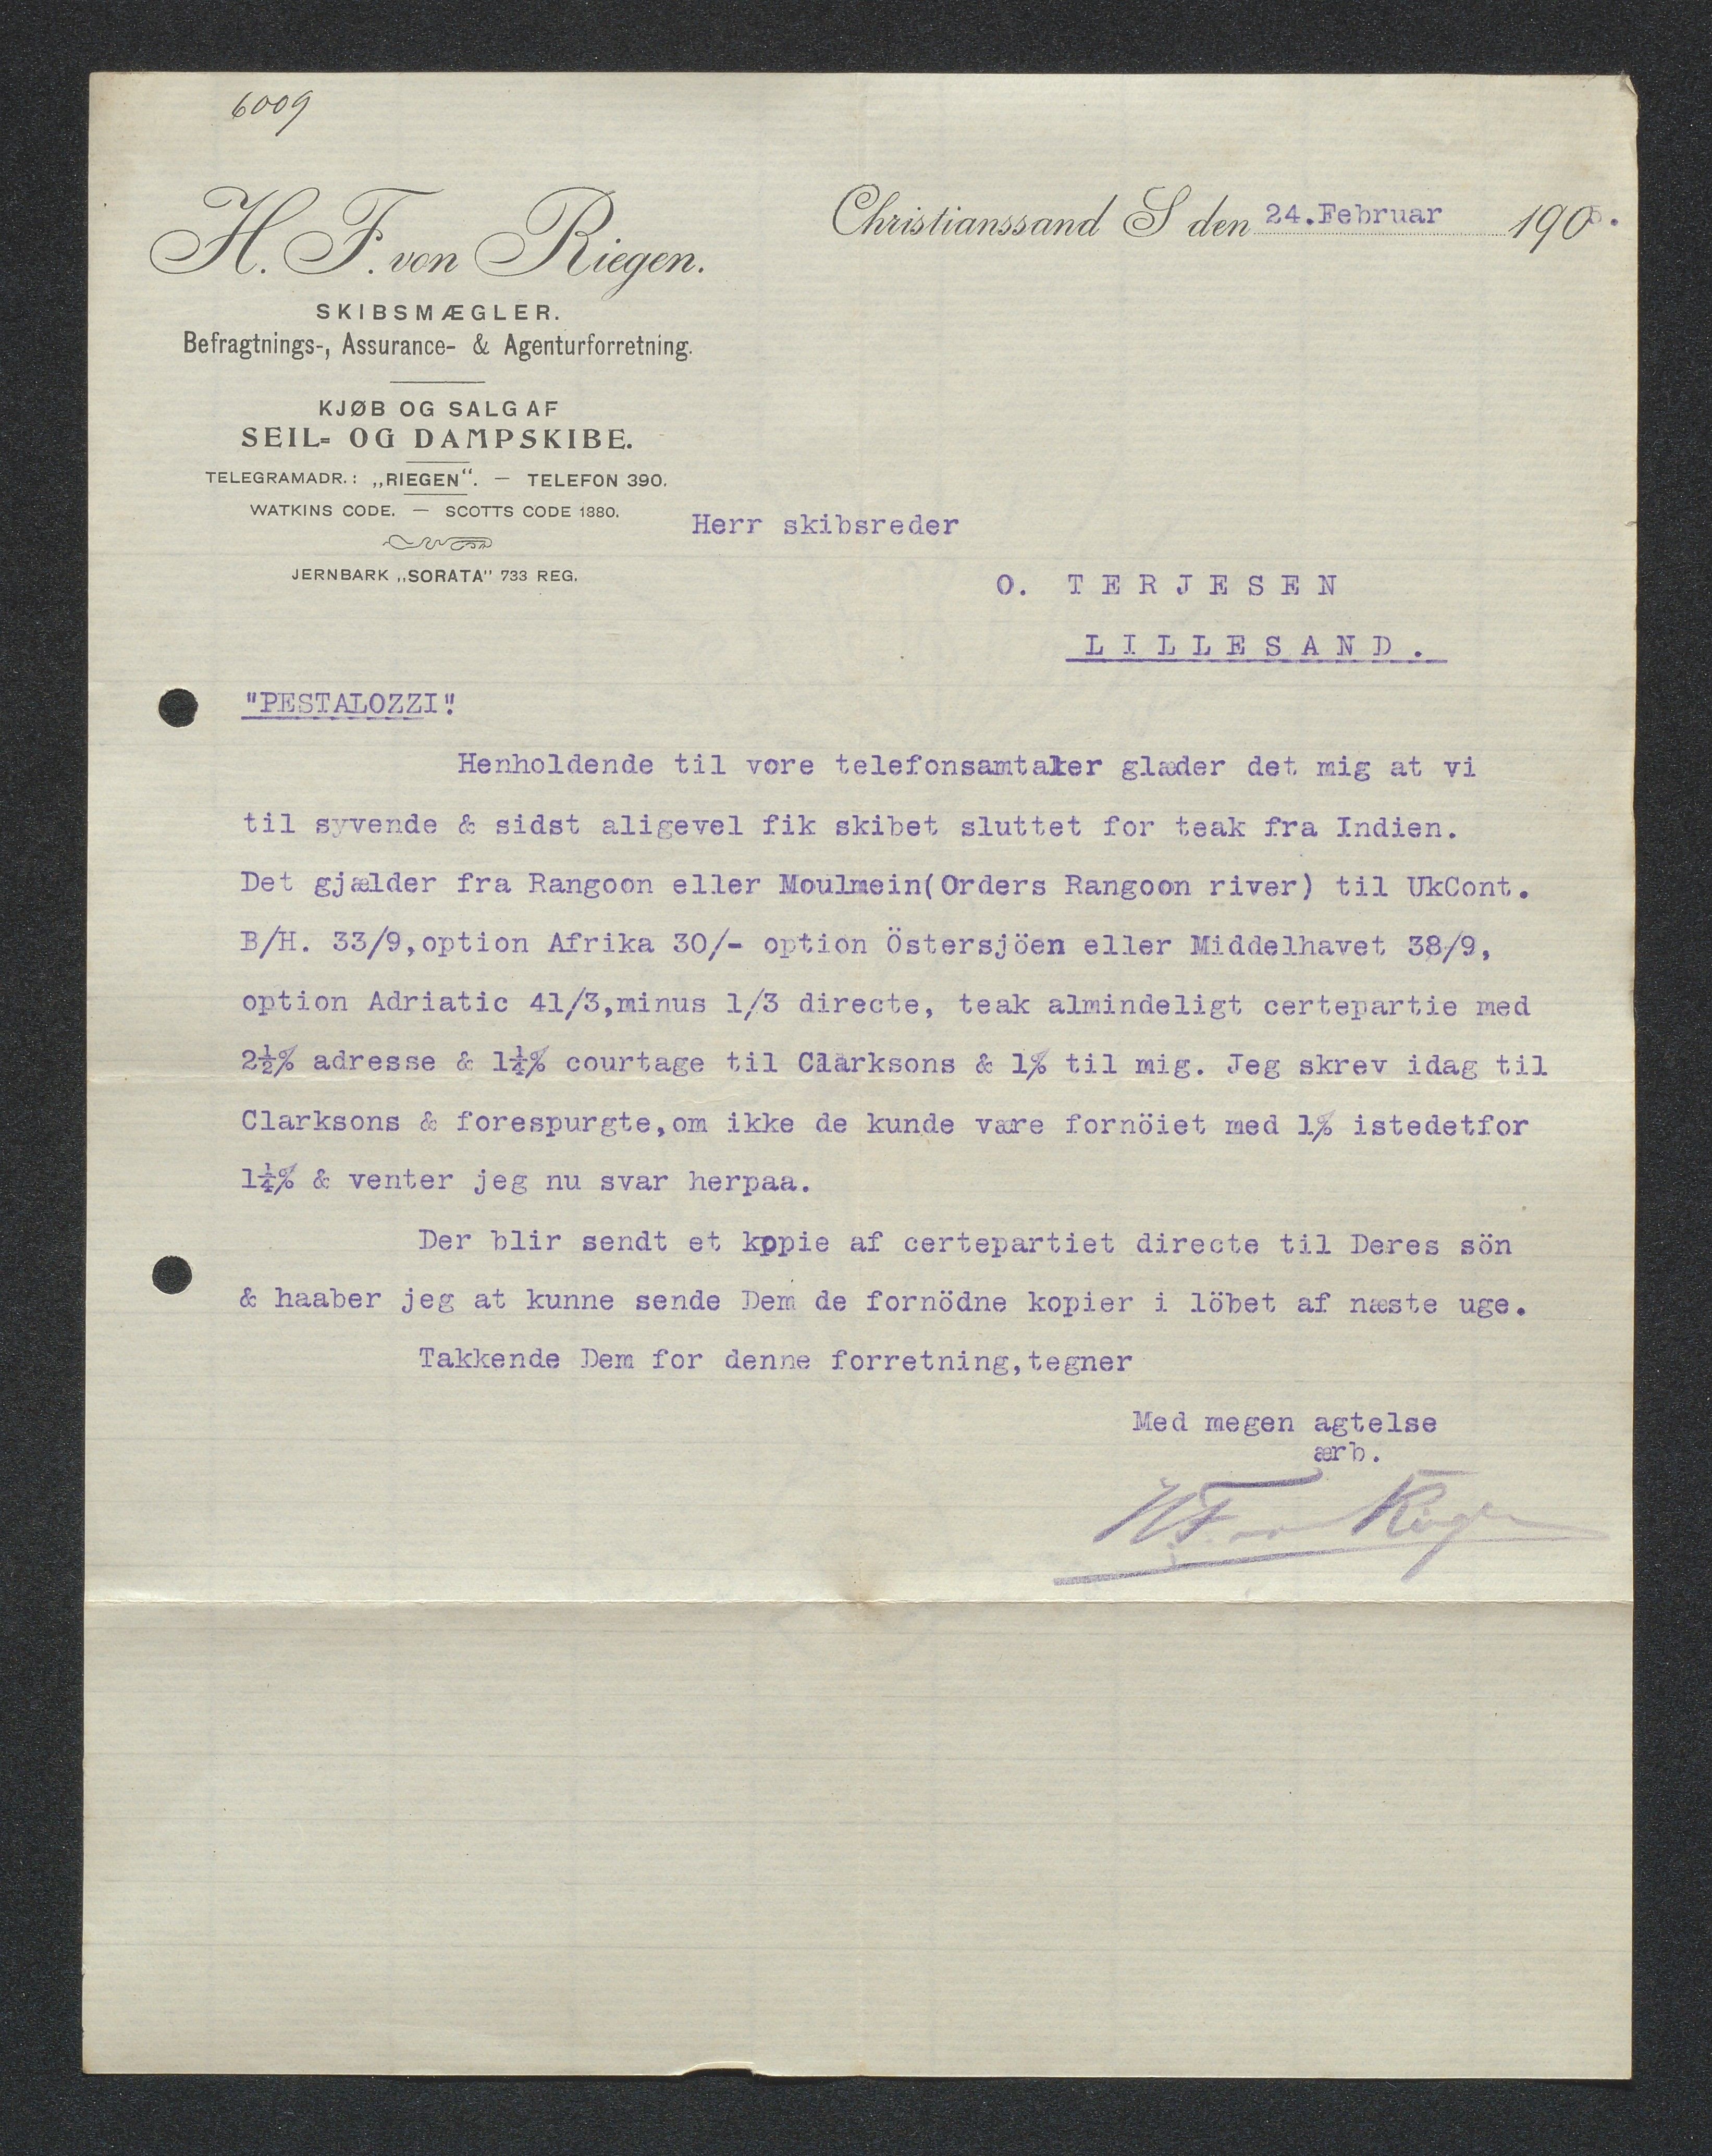 6009
H. F. von Riegen.
Christianssand S den 24.Februar 1905.
SKIBSMÆGLER.
Befragtnings-, Assurance- & Agenturforretning.
KJØB OG SALG AF
SEIL= OG DAMPSKIBE.
TELEGRAMADR.: „RIEGEN“. — TELEFON 390.
WATKINS CODE. — SCOTTS CODE 1880.
JERNBARK „SORATA” 733 REG.
Herr skibsreder
O. TERJESEN
LILLESAND.
"PESTALOZZI".
Henholdende til vore telefonsamtaler glæder det mig at vi
til syvende & sidst aligevel fik skibet sluttet for teak fra Indien.
Det gjælder fra Rangoon eller Moulmein(Orders Rangoon river) til UkCont.
B/H. 33/9,option Afrika 30/- option Östersjöen eller Middelhavet 38/9,
option Adriatic 41/3,minus 1/3 directe, teak almindeligt certepartie med
2½% adresse & 1¼% courtage til Clarksons & 1% til mig. Jeg skrev idag til
Clarksons & forespurgte,om ikke de kunde være fornöiet med 1% istedetfor
1¼% & venter jeg nu svar herpaa.
Der blir sendt et kopie af certepartiet directe til Deres sön
& haaber jeg at kunne sende Dem de fornödne kopier i löbet af næste uge.
Takkende Dem for denne forretning,tegner
Med megen agtelse
ærb.
H.F. von Riegen